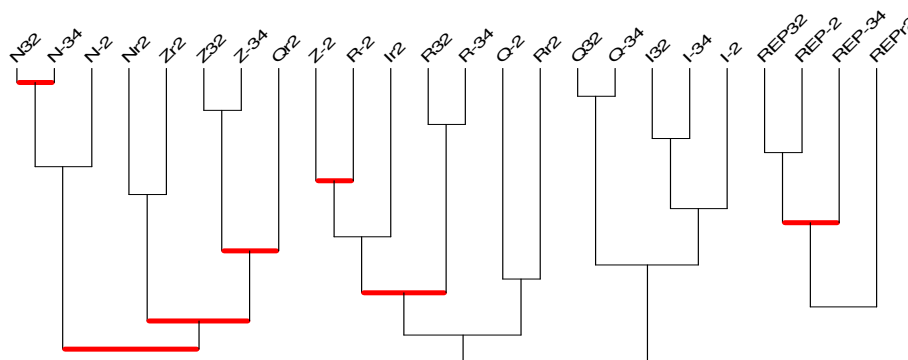 N32
N-34
N-2
Nr2
Zr2
Z32
Z-34
Qr2
Z-2
R-2
Ir2
R32
R-34
Q-2
Rr2
Q32
Q-34
I32
I-34
I-2
REP32
REP-2
REP-34